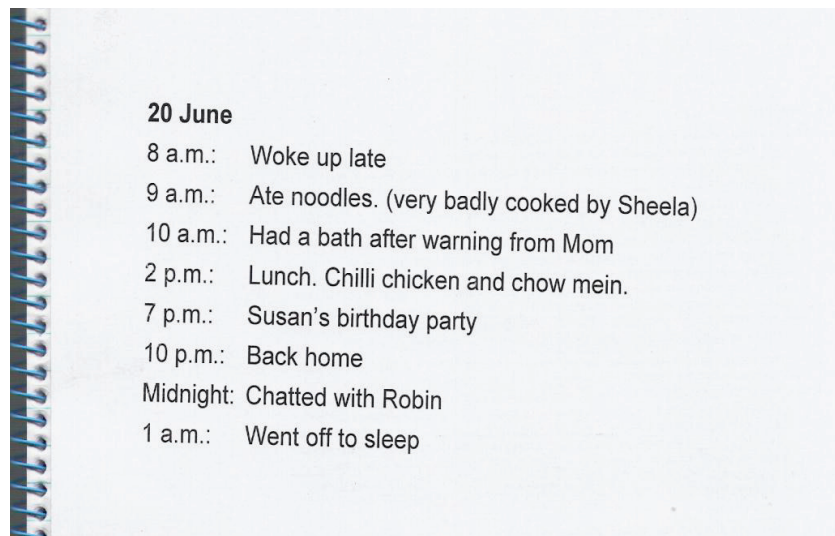 20 June
8 a.m.: Woke up late
9 a.m.: Ate noodles. (very badly cooked by Sheela)
10 a.m.: Had a bath after warning from Mom
2 p.m.: Lunch. Chilli chicken and chow mein.
7 p.m.: Susan's birthday party
10 p.m.: Back home
Midnight: Chatted with Robin
1 a.m.: Went off to sleep